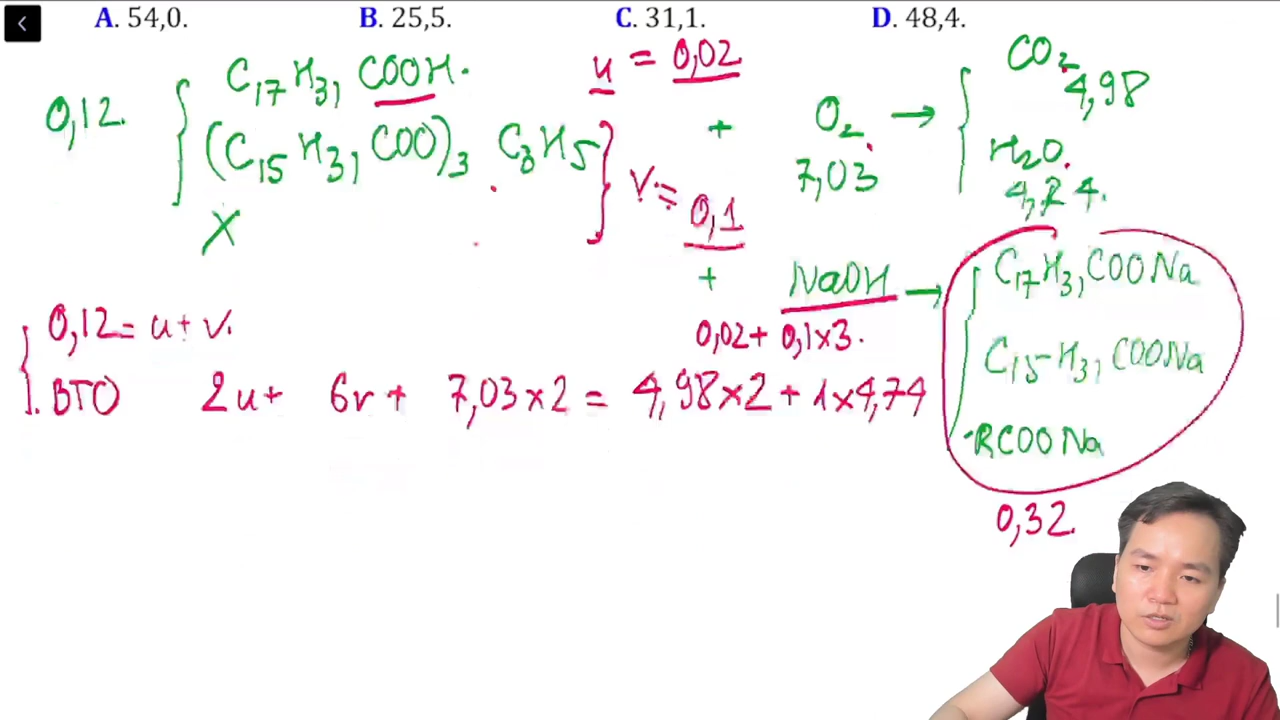 A. 54,0. B. 25,5. C. 31,1. D. 48,4.
0,12. C17H31COOH. u = 0,02
(C15H31COO)3 C3H5 v = 0,1
X
+ O2 → CO2 4,98
7,03 H2O. 4,74.
+ NaOH → C17H31COONa
0,02 + 0,1×3. C15H31COONa
RCOONa
0,32.
0,12 = u + v.
BTO 2u + 6v + 7,03×2 = 4,98×2 + 1×4,74